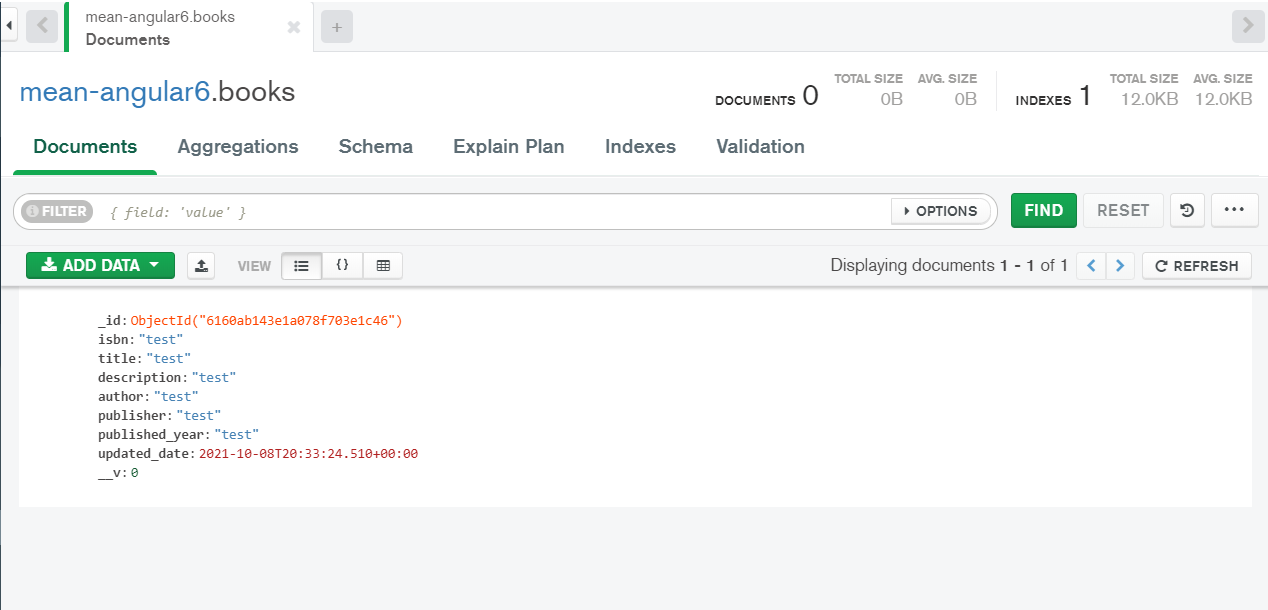 mean-angular6.books
Documents
mean-angular6.books
DOCUMENTS 0
TOTAL SIZE AVG. SIZE
0B 0B
INDEXES 1
TOTAL SIZE AVG. SIZE
12.0KB 12.0KB
Documents Aggregations Schema Explain Plan Indexes Validation
FILTER { field: 'value' } OPTIONS FIND RESET
ADD DATA VIEW { } Displaying documents 1 - 1 of 1 REFRESH
_id: ObjectId("6160ab143e1a078f703e1c46")
isbn: "test"
title: "test"
description: "test"
author: "test"
publisher: "test"
published_year: "test"
updated_date: 2021-10-08T20:33:24.510+00:00
__v: 0